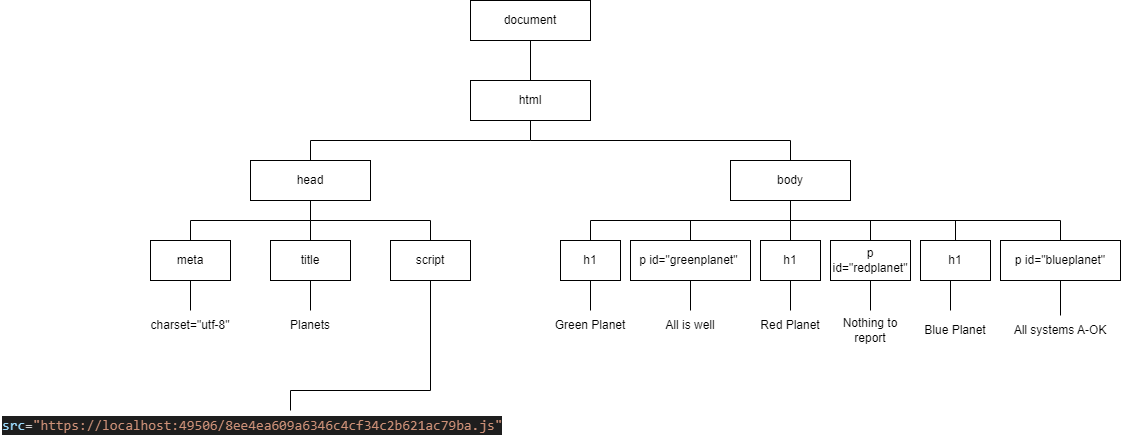 document
html
head
body
meta
title
script
h1
p id="greenplanet"
h1
p
id="redplanet"
h1
p id="blueplanet"
charset="utf-8"
Planets
Green Planet
All is well
Red Planet
Nothing to
report
Blue Planet
All systems A-OK
src="https://localhost:49506/8ee4ea609a6346c4cf34c2b621ac79ba.js"